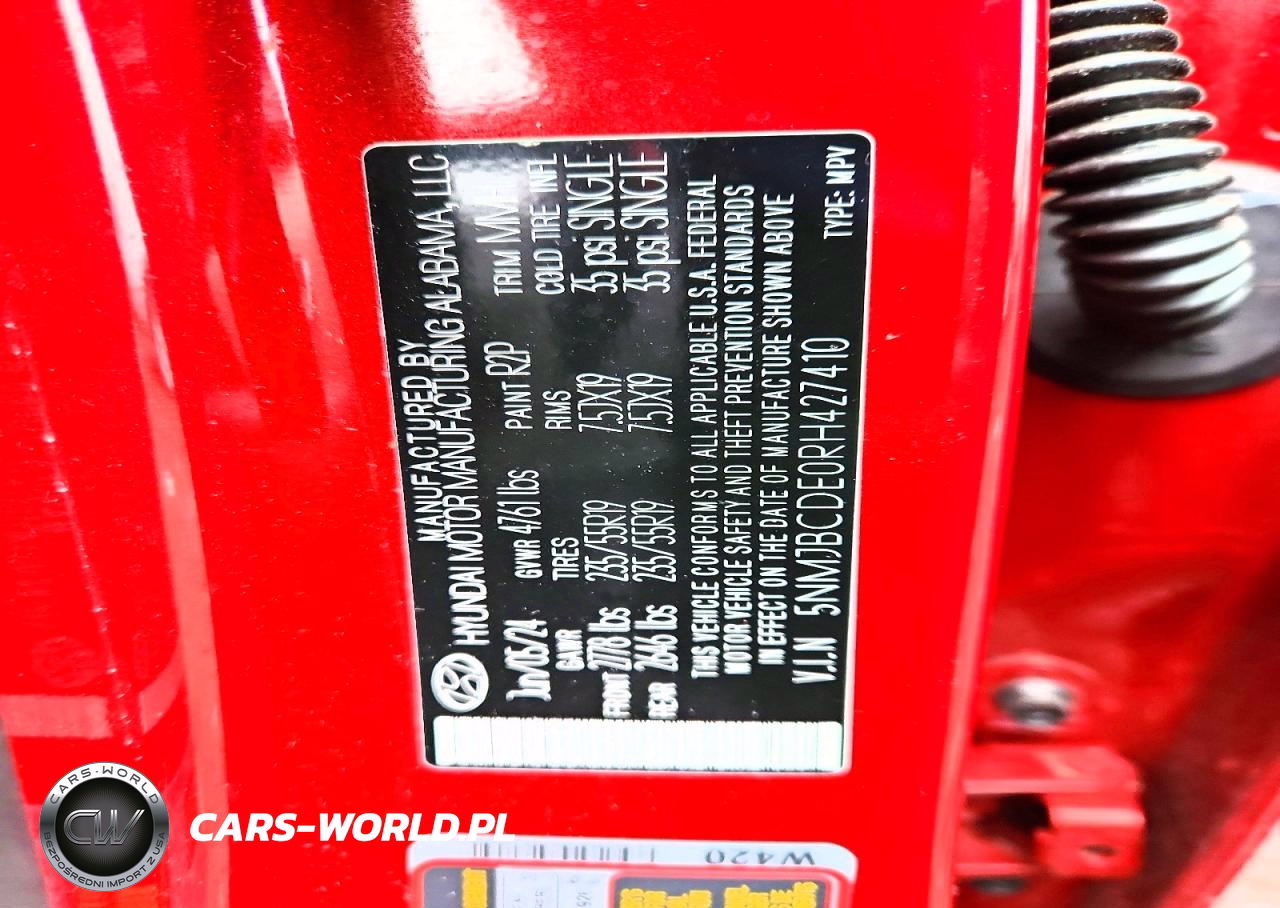 MANUFACTURED BY
HYUNDAI MOTOR MANUFACTURING ALABAMA, LLC
Jun/05/24 GVWR 4761 lbs PAINT R2P TRIM
GAWR TIRES RIMS COLD TIRE INFL
FRONT 2778 lbs 235/55R19 7.5JX19 35 psi SINGLE
REAR 2646 lbs 235/55R19 7.5JX19 35 psi SINGLE
THIS VEHICLE CONFORMS TO ALL APPLICABLE U.S.A. FEDERAL
MOTOR VEHICLE SAFETY AND THEFT PREVENTION STANDARDS
IN EFFECT ON THE DATE OF MANUFACTURE SHOWN ABOVE
V.I.N 5NMJBCDE0RH427410 TYPE: MPV
W420
CARS-WORLD
CW
BEZPOŚREDNI IMPORT Z USA
CARS-WORLD.PL